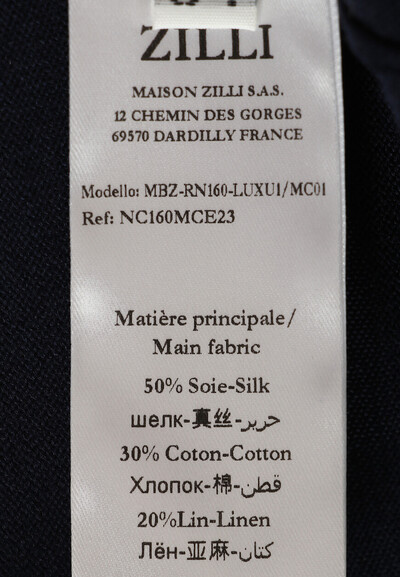 ZILLI
MAISON ZILLI S.A.S.
12 CHEMIN DES GORGES
69570 DARDILLY FRANCE
Modello: MBZ-RN160-LUXU1/MC01
Ref: NC160MCE23
Matière principale/
Main fabric
50% Soie-Silk
шелк-真丝-حرير
30% Coton-Cotton
Хлопок-棉-قطن
20%Lin-Linen
Лён-亚麻-كتان